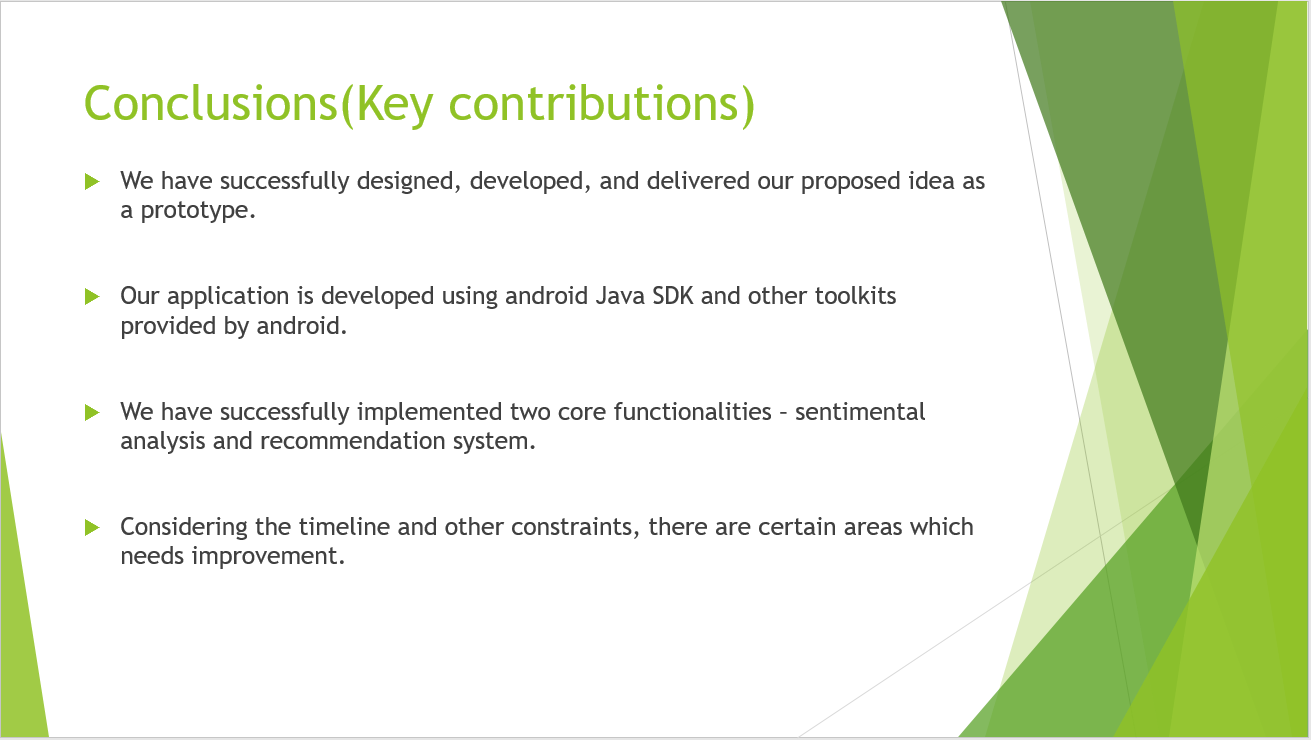 Conclusions(Key contributions)
We have successfully designed, developed, and delivered our proposed idea as
a prototype.
Our application is developed using android Java SDK and other toolkits
provided by android.
We have successfully implemented two core functionalities – sentimental
analysis and recommendation system.
Considering the timeline and other constraints, there are certain areas which
needs improvement.